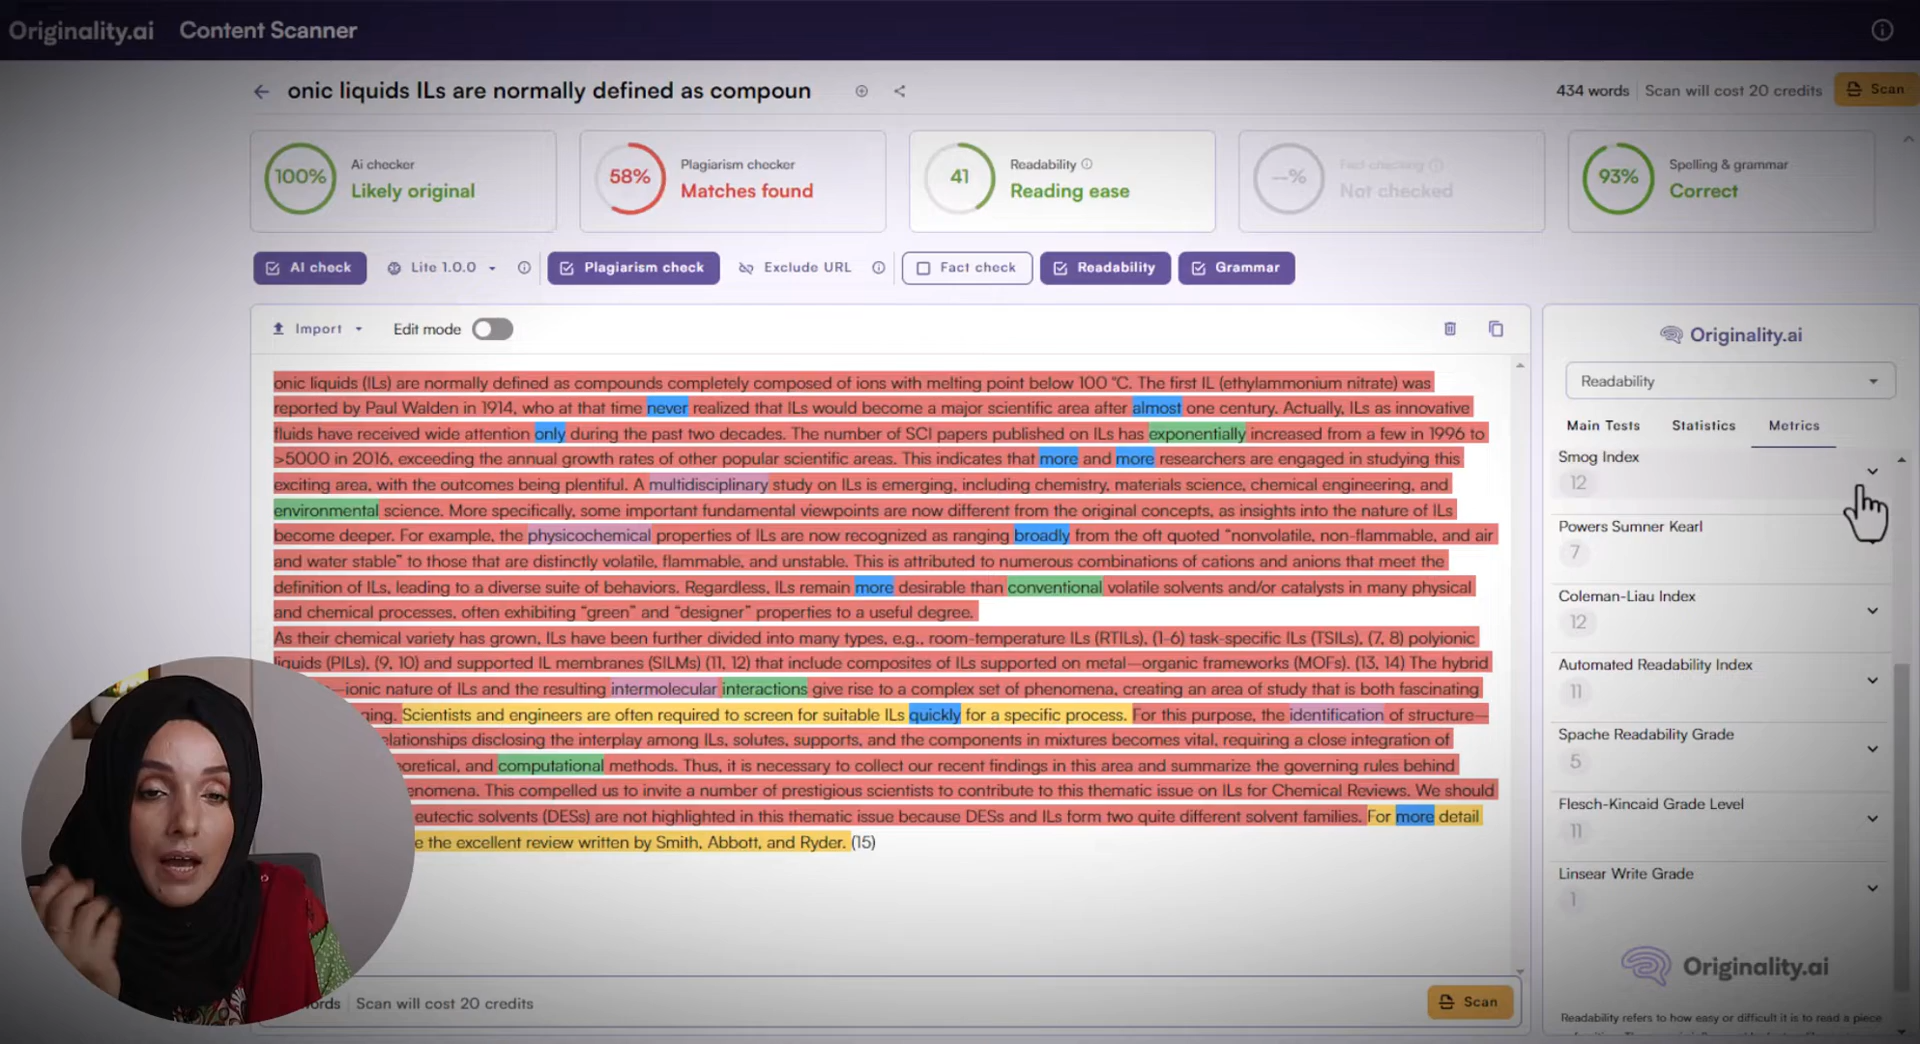 Originality.ai Content Scanner
onic liquids ILs are normally defined as compoun
434 words Scan will cost 20 credits Scan
100% Ai checker Likely original
58% Plagiarism checker Matches found
41 Readability Reading ease
--% Fact checking Not checked
93% Spelling & grammar Correct
AI check Lite 1.0.0 Plagiarism check Exclude URL Fact check Readability Grammar
Import Edit mode
onic liquids (ILs) are normally defined as compounds completely composed of ions with melting point below 100 °C. The first IL (ethylammonium nitrate) was
reported by Paul Walden in 1914, who at that time never realized that ILs would become a major scientific area after almost one century. Actually, ILs as innovative
fluids have received wide attention only during the past two decades. The number of SCI papers published on ILs has exponentially increased from a few in 1996 to
>5000 in 2016, exceeding the annual growth rates of other popular scientific areas. This indicates that more and more researchers are engaged in studying this
exciting area, with the outcomes being plentiful. A multidisciplinary study on ILs is emerging, including chemistry, materials science, chemical engineering, and
environmental science. More specifically, some important fundamental viewpoints are now different from the original concepts, as insights into the nature of ILs
become deeper. For example, the physicochemical properties of ILs are now recognized as ranging broadly from the oft quoted “nonvolatile, non-flammable, and air
and water stable” to those that are distinctly volatile, flammable, and unstable. This is attributed to numerous combinations of cations and anions that meet the
definition of ILs, leading to a diverse suite of behaviors. Regardless, ILs remain more desirable than conventional volatile solvents and/or catalysts in many physical
and chemical processes, often exhibiting “green” and “designer” properties to a useful degree.
As their chemical variety has grown, ILs have been further divided into many types, e.g., room-temperature ILs (RTILs), (1-6) task-specific ILs (TSILs), (7, 8) polyionic
liquids (PILs), (9, 10) and supported IL membranes (SILMs) (11, 12) that include composites of ILs supported on metal–organic frameworks (MOFs). (13, 14) The hybrid
–ionic nature of ILs and the resulting intermolecular interactions give rise to a complex set of phenomena, creating an area of study that is both fascinating
ging. Scientists and engineers are often required to screen for suitable ILs quickly for a specific process. For this purpose, the identification of structure–
elationships disclosing the interplay among ILs, solutes, supports, and the components in mixtures becomes vital, requiring a close integration of
oretical, and computational methods. Thus, it is necessary to collect our recent findings in this area and summarize the governing rules behind
enomena. This compelled us to invite a number of prestigious scientists to contribute to this thematic issue on ILs for Chemical Reviews. We should
eutectic solvents (DESs) are not highlighted in this thematic issue because DESs and ILs form two quite different solvent families. For more detail
e the excellent review written by Smith, Abbott, and Ryder. (15)
ords Scan will cost 20 credits Scan
Originality.ai
Readability
Main Tests Statistics Metrics
Smog Index
12
Powers Sumner Kearl
7
Coleman-Liau Index
12
Automated Readability Index
11
Spache Readability Grade
5
Flesch-Kincaid Grade Level
11
Linsear Write Grade
1
Originality.ai
Readability refers to how easy or difficult it is to read a piece